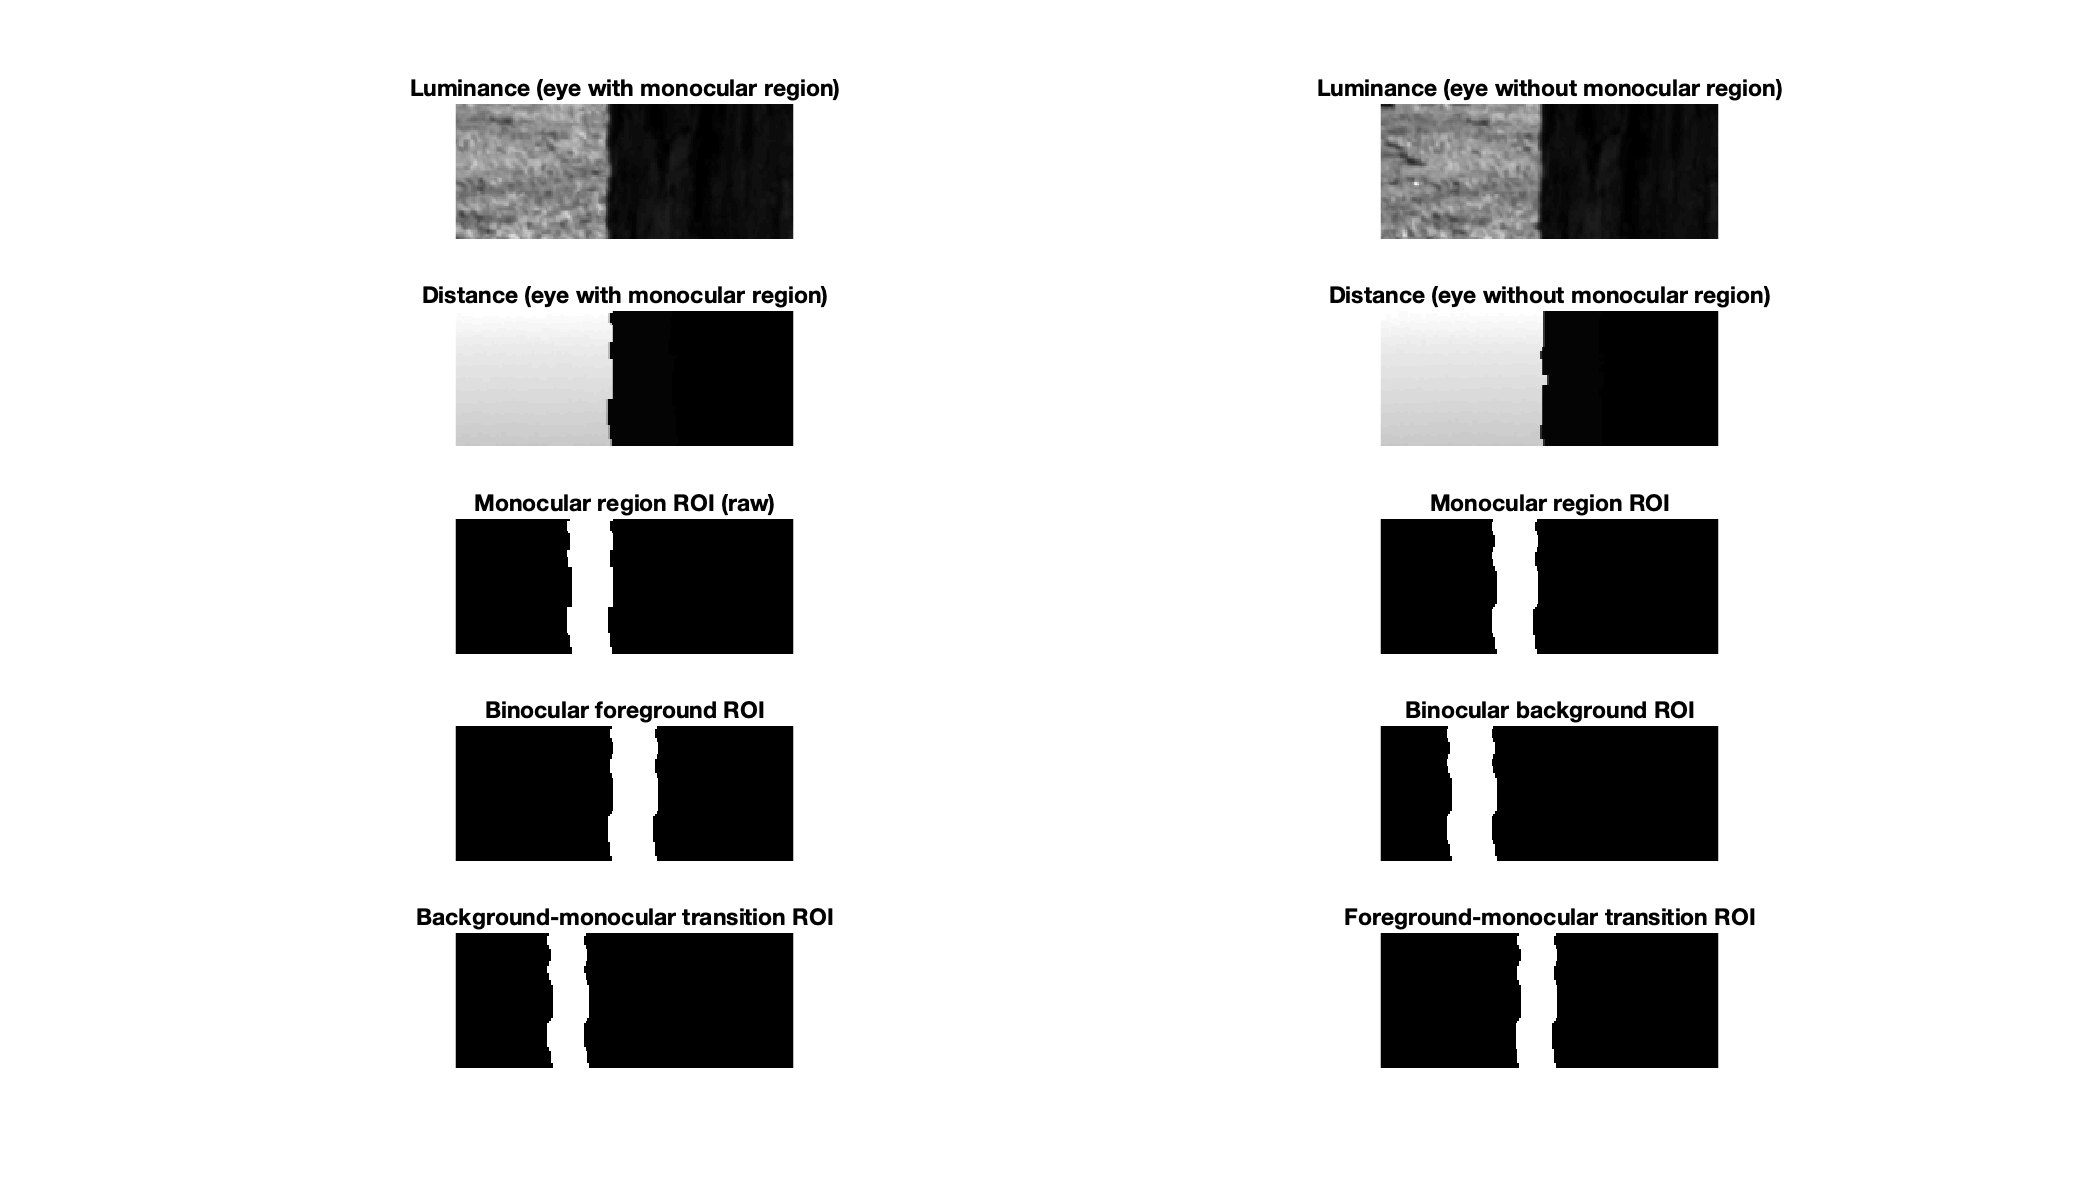 Luminance (eye with monocular region)
Luminance (eye without monocular region)
Distance (eye with monocular region)
Distance (eye without monocular region)
Monocular region ROI (raw)
Monocular region ROI
Binocular foreground ROI
Binocular background ROI
Background-monocular transition ROI
Foreground-monocular transition ROI